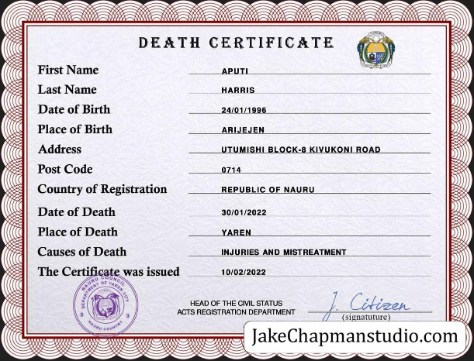 DEATH CERTIFICATE
First Name APUTI
Last Name HARRIS
Date of Birth 24/01/1996
Place of Birth ARIJEJEN
Address UTUMISHI BLOCK-8 KIVUKONI ROAD
Post Code 0714
Country of Registration REPUBLIC OF NAURU
Date of Death 30/01/2022
Place of Death YAREN
Causes of Death INJURIES AND MISTREATMENT
The Certificate was issued 10/02/2022
HEAD OF THE CIVIL STATUS
ACTS REGISTRATION DEPARTMENT
J. Citizen
(signature)
JakeChapmanstudio.com